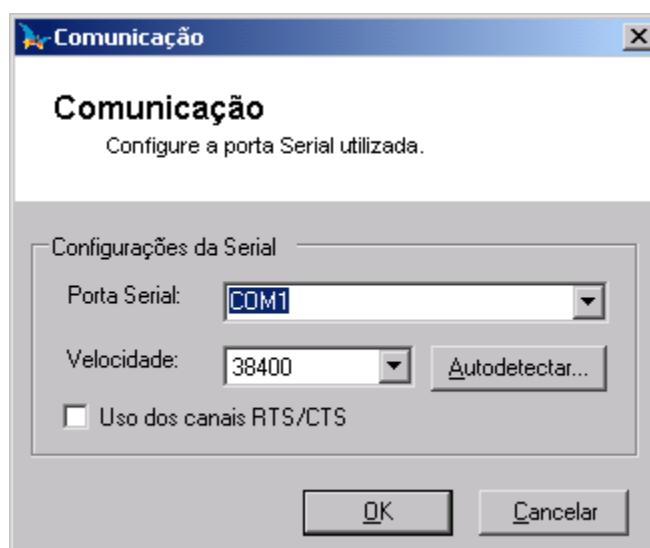 Comunicação
Comunicação
Configure a porta Serial utilizada.
Configurações da Serial
Porta Serial: COM1
Velocidade: 38400 Autodetectar...
Uso dos canais RTS/CTS
OK Cancelar